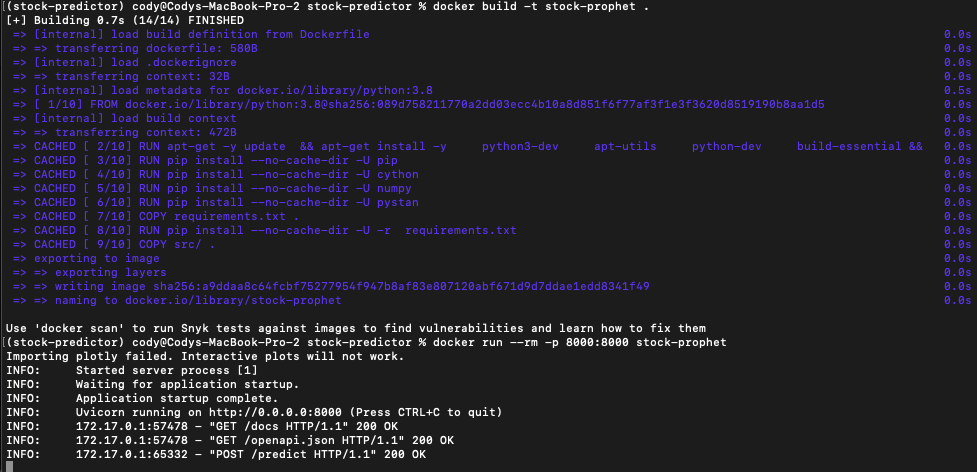 [(stock-predictor) cody@Codys-MacBook-Pro-2 stock-predictor % docker build -t stock-prophet .
[+] Building 0.7s (14/14) FINISHED
=> [internal] load build definition from Dockerfile 0.0s
=> => transferring dockerfile: 580B 0.0s
=> [internal] load .dockerignore 0.0s
=> => transferring context: 32B 0.0s
=> [internal] load metadata for docker.io/library/python:3.8 0.5s
=> [ 1/10] FROM docker.io/library/python:3.8@sha256:089d758211770a2dd03ecc4b10a8d851f6f77af3f1e3f3620d8519190b8aa1d5 0.0s
=> [internal] load build context 0.0s
=> => transferring context: 472B 0.0s
=> CACHED [ 2/10] RUN apt-get -y update && apt-get install -y python3-dev apt-utils python-dev build-essential && 0.0s
=> CACHED [ 3/10] RUN pip install --no-cache-dir -U pip 0.0s
=> CACHED [ 4/10] RUN pip install --no-cache-dir -U cython 0.0s
=> CACHED [ 5/10] RUN pip install --no-cache-dir -U numpy 0.0s
=> CACHED [ 6/10] RUN pip install --no-cache-dir -U pystan 0.0s
=> CACHED [ 7/10] COPY requirements.txt . 0.0s
=> CACHED [ 8/10] RUN pip install --no-cache-dir -U -r requirements.txt 0.0s
=> CACHED [ 9/10] COPY src/ . 0.0s
=> exporting to image 0.0s
=> => exporting layers 0.0s
=> => writing image sha256:a9ddaa8c64fcbf75277954f947b8af83e807120abf671d9d7ddae1edd8341f49 0.0s
=> => naming to docker.io/library/stock-prophet 0.0s
Use 'docker scan' to run Snyk tests against images to find vulnerabilities and learn how to fix them
[(stock-predictor) cody@Codys-MacBook-Pro-2 stock-predictor % docker run --rm -p 8000:8000 stock-prophet
Importing plotly failed. Interactive plots will not work.
INFO: Started server process [1]
INFO: Waiting for application startup.
INFO: Application startup complete.
INFO: Uvicorn running on http://0.0.0.0:8000 (Press CTRL+C to quit)
INFO: 172.17.0.1:57478 - "GET /docs HTTP/1.1" 200 OK
INFO: 172.17.0.1:57478 - "GET /openapi.json HTTP/1.1" 200 OK
INFO: 172.17.0.1:65332 - "POST /predict HTTP/1.1" 200 OK